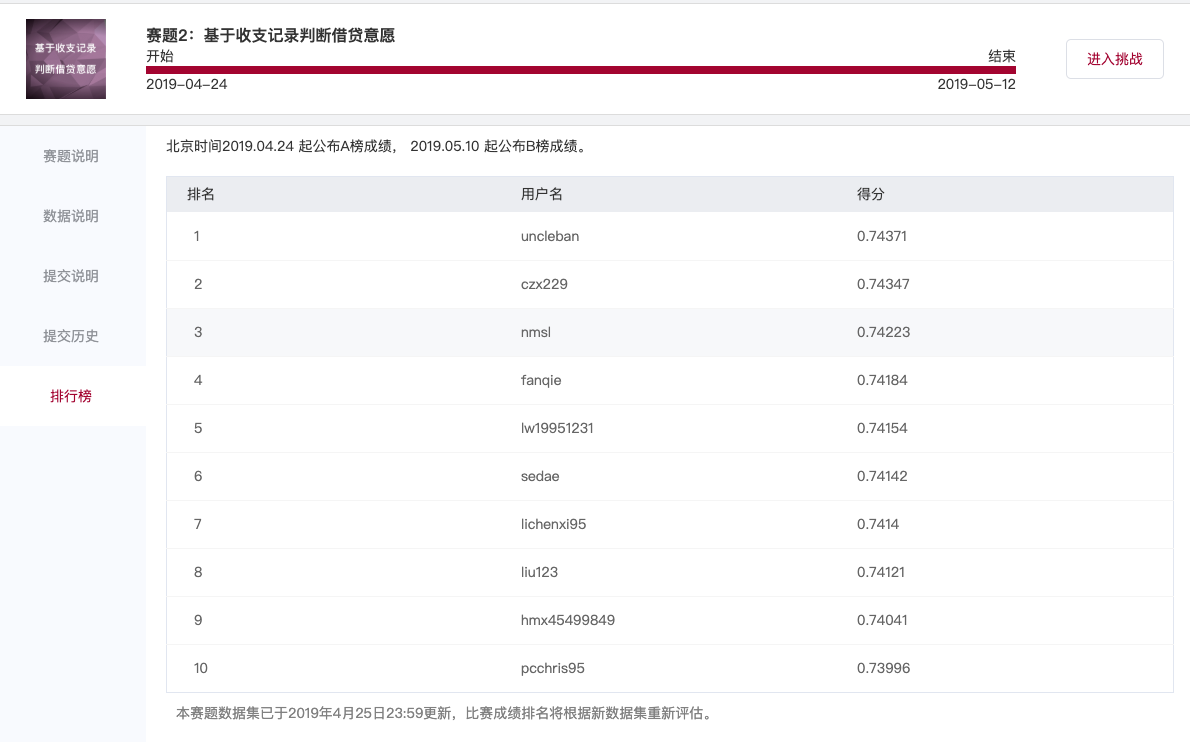 基于收支记录
判断借贷意愿
赛题2：基于收支记录判断借贷意愿
开始 结束
2019-04-24 2019-05-12
进入挑战
赛题说明
数据说明
提交说明
提交历史
排行榜
北京时间2019.04.24 起公布A榜成绩， 2019.05.10 起公布B榜成绩。
排名 用户名 得分
1 uncleban 0.74371
2 czx229 0.74347
3 nmsl 0.74223
4 fanqie 0.74184
5 lw19951231 0.74154
6 sedae 0.74142
7 lichenxi95 0.7414
8 liu123 0.74121
9 hmx45499849 0.74041
10 pcchris95 0.73996
本赛题数据集已于2019年4月25日23:59更新，比赛成绩排名将根据新数据集重新评估。